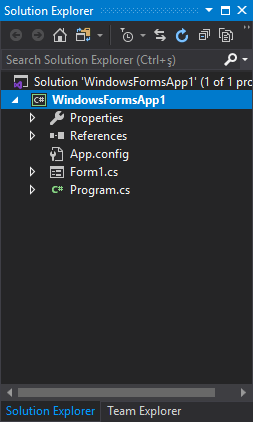 Solution Explorer
Search Solution Explorer (Ctrl+ş)
Solution 'WindowsFormsApp1' (1 of 1 pro
C# WindowsFormsApp1
Properties
References
App.config
Form1.cs
C# Program.cs
Solution Explorer Team Explorer